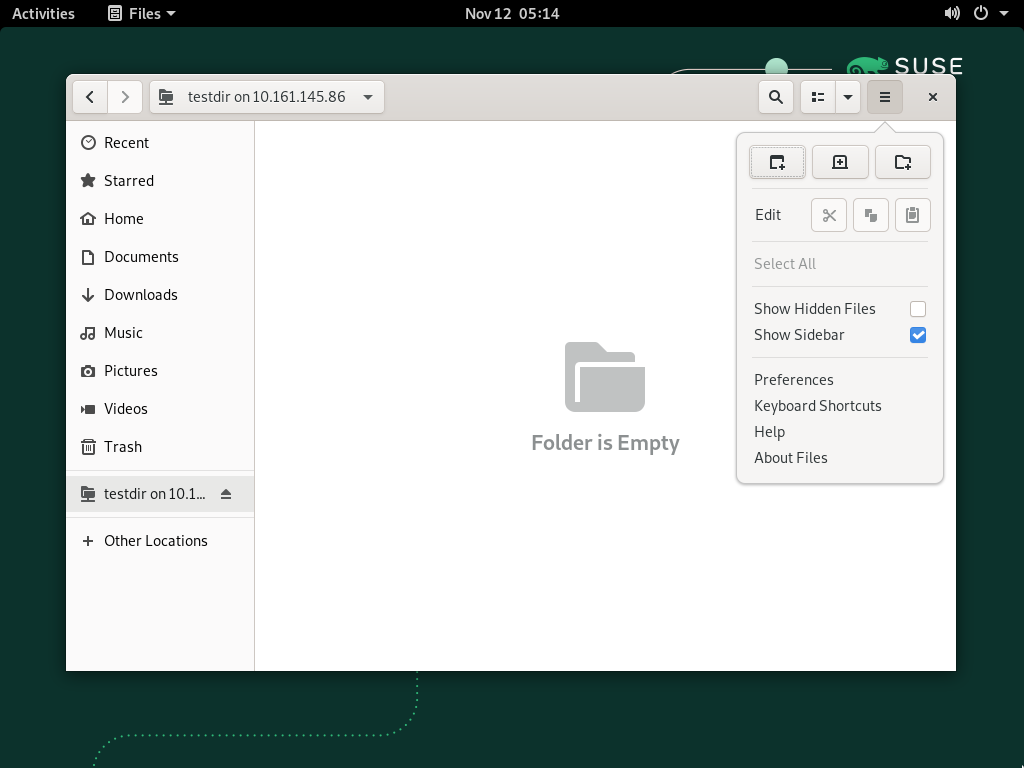 Activities Files Nov 12 05:14
SUSE
testdir on 10.161.145.86
Recent
Starred
Home
Documents
Downloads
Music
Pictures
Videos
Trash
testdir on 10.1...
Other Locations
Folder is Empty
Edit
Select All
Show Hidden Files
Show Sidebar
Preferences
Keyboard Shortcuts
Help
About Files